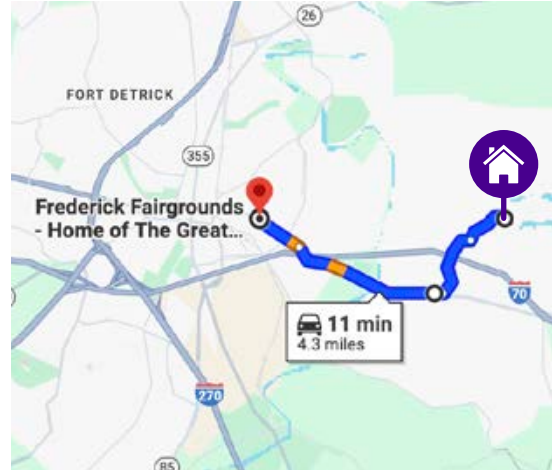 26
FORT DETRICK
355
Frederick Fairgrounds
- Home of The Great...
70
11 min
4.3 miles
270
85